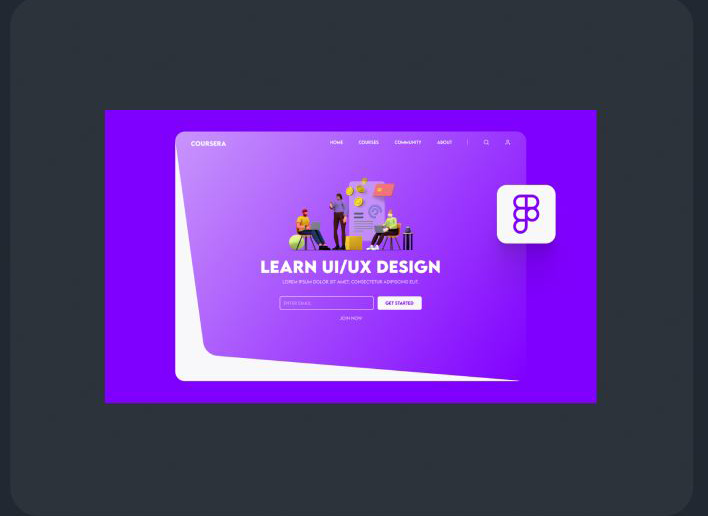 COURSERA
HOME COURSES COMMUNITY ABOUT
LEARN UI/UX DESIGN
LOREM IPSUM DOLOR SIT AMET, CONSECTETUR ADIPISCING ELIT.
ENTER EMAIL GET STARTED
JOIN NOW!